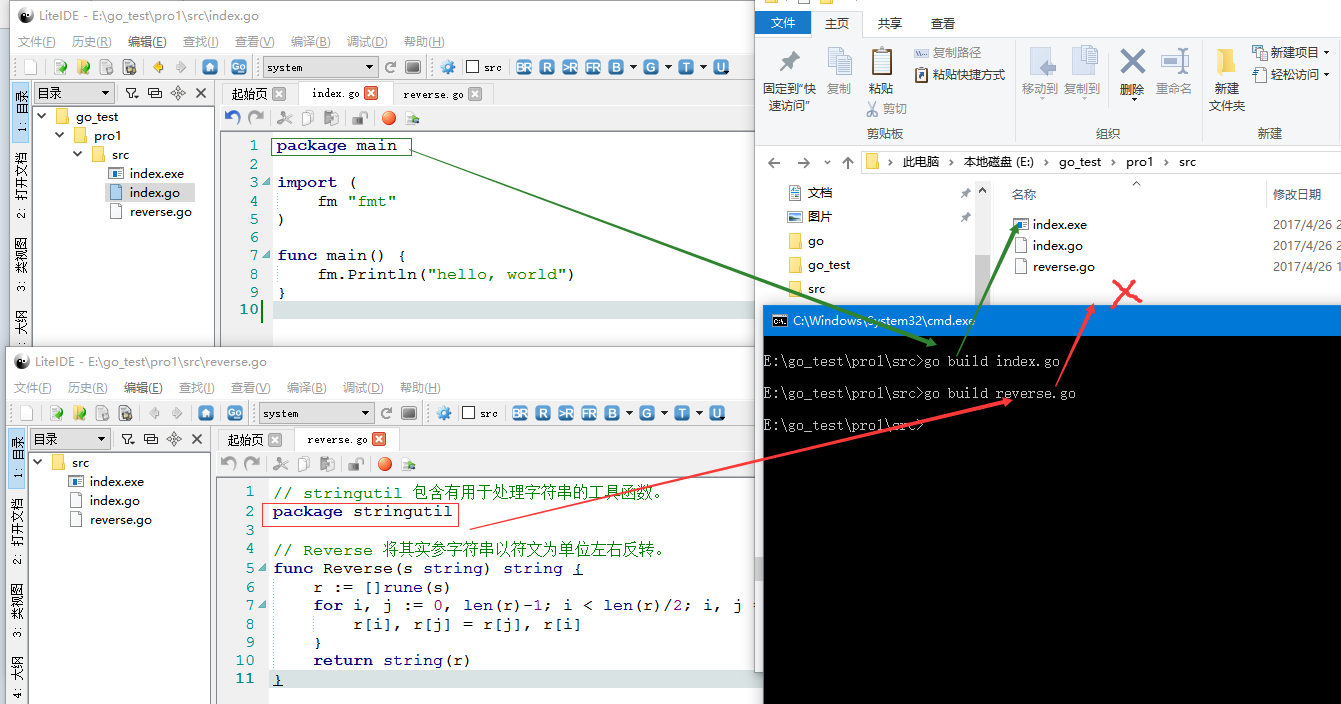 LiteIDE - E:\go_test\pro1\src\index.go
文件(F) 历史(R) 编辑(E) 查找(I) 查看(V) 编译(B) 调试(D) 帮助(H)
system src BR R >R FR B G T U
目录
1: 目录
2: 打开文档
3: 类视图
大纲
go_test
pro1
src
index.exe
index.go
reverse.go
起始页 index.go reverse.go
1 package main
2
3 import (
4 fm "fmt"
5 )
6
7 func main() {
8 fm.Println("hello, world")
9 }
10
LiteIDE - E:\go_test\pro1\src\reverse.go
文件(F) 历史(R) 编辑(E) 查找(I) 查看(V) 编译(B) 调试(D) 帮助(H)
system src BR R >R FR B G T U
目录
1: 目录
2: 打开文档
3: 类视图
4: 大纲
src
index.exe
index.go
reverse.go
起始页 reverse.go
1 // stringutil 包含有用于处理字符串的工具函数。
2 package stringutil
3
4 // Reverse 将其实参字符串以符文为单位左右反转。
5 func Reverse(s string) string {
6 r := []rune(s)
7 for i, j := 0, len(r)-1; i < len(r)/2; i, j =
8 r[i], r[j] = r[j], r[i]
9 }
10 return string(r)
11 }
文件 主页 共享 查看
固定到"快速访问"
复制
粘贴
复制路径
粘贴快捷方式
剪切
剪贴板
移动到 复制到 删除 重命名
组织
新建文件夹
新建项目
轻松访问
新建
此电脑 > 本地磁盘 (E:) > go_test > pro1 > src
文档
图片
go
go_test
src
名称 修改日期
index.exe 2017/4/26 2
index.go 2017/4/26 2
reverse.go 2017/4/26 1
C:\Windows\System32\cmd.exe
E:\go_test\pro1\src>go build index.go
E:\go_test\pro1\src>go build reverse.go
E:\go_test\pro1\src>